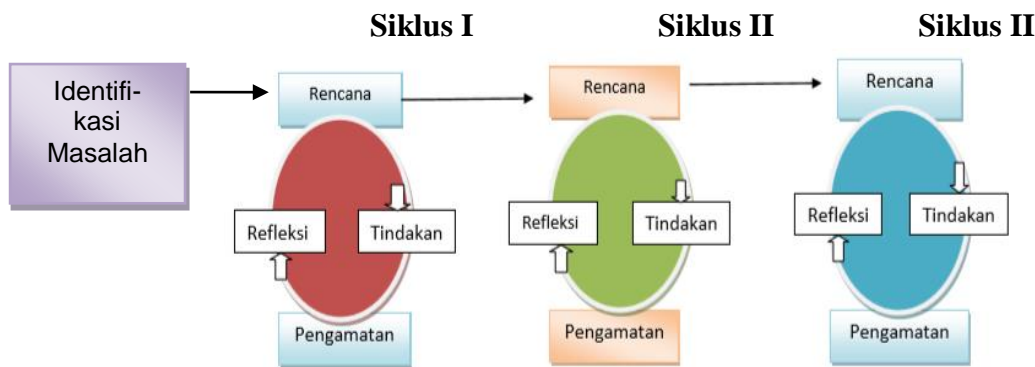 Siklus I
Siklus II
Siklus II
Identifi-
kasi
Masalah
Rencana
Refleksi
Tindakan
Pengamatan
Rencana
Refleksi
Tindakan
Pengamatan
Rencana
Refleksi
Tindakan
Pengamatan